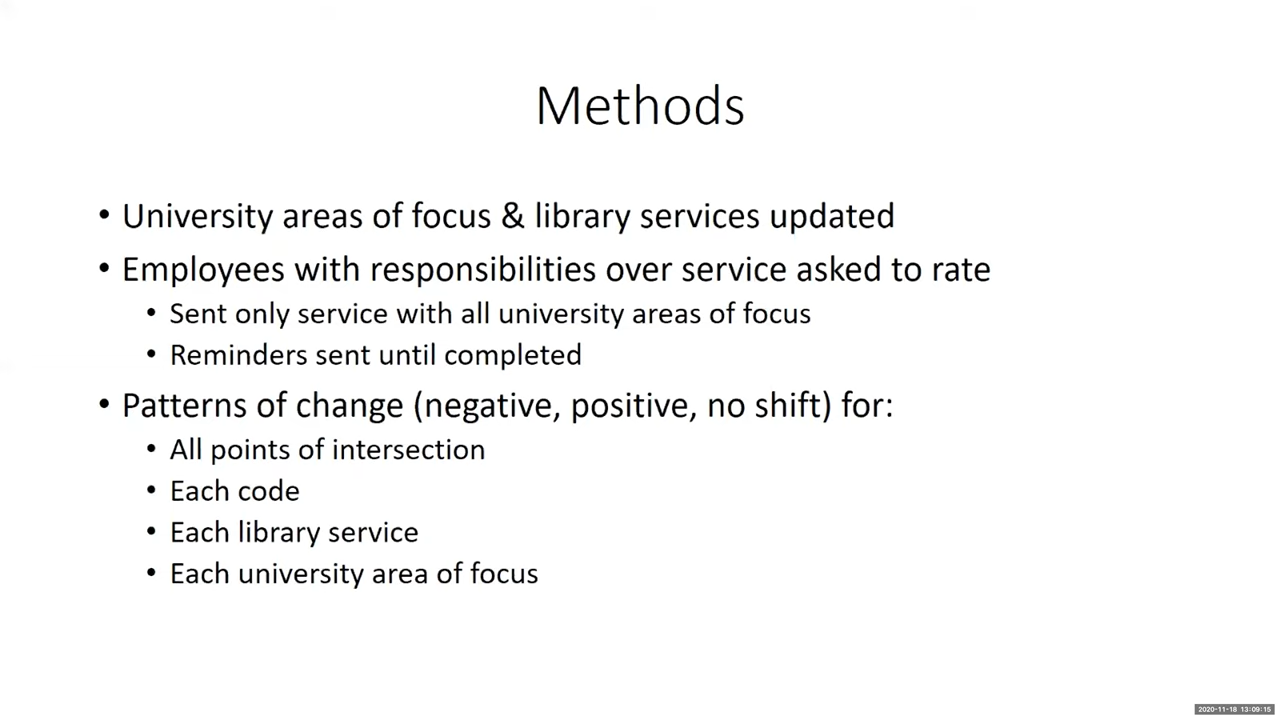 Methods
• University areas of focus & library services updated
• Employees with responsibilities over service asked to rate
• Sent only service with all university areas of focus
• Reminders sent until completed
• Patterns of change (negative, positive, no shift) for:
• All points of intersection
• Each code
• Each library service
• Each university area of focus
2020-11-18 13:09:15